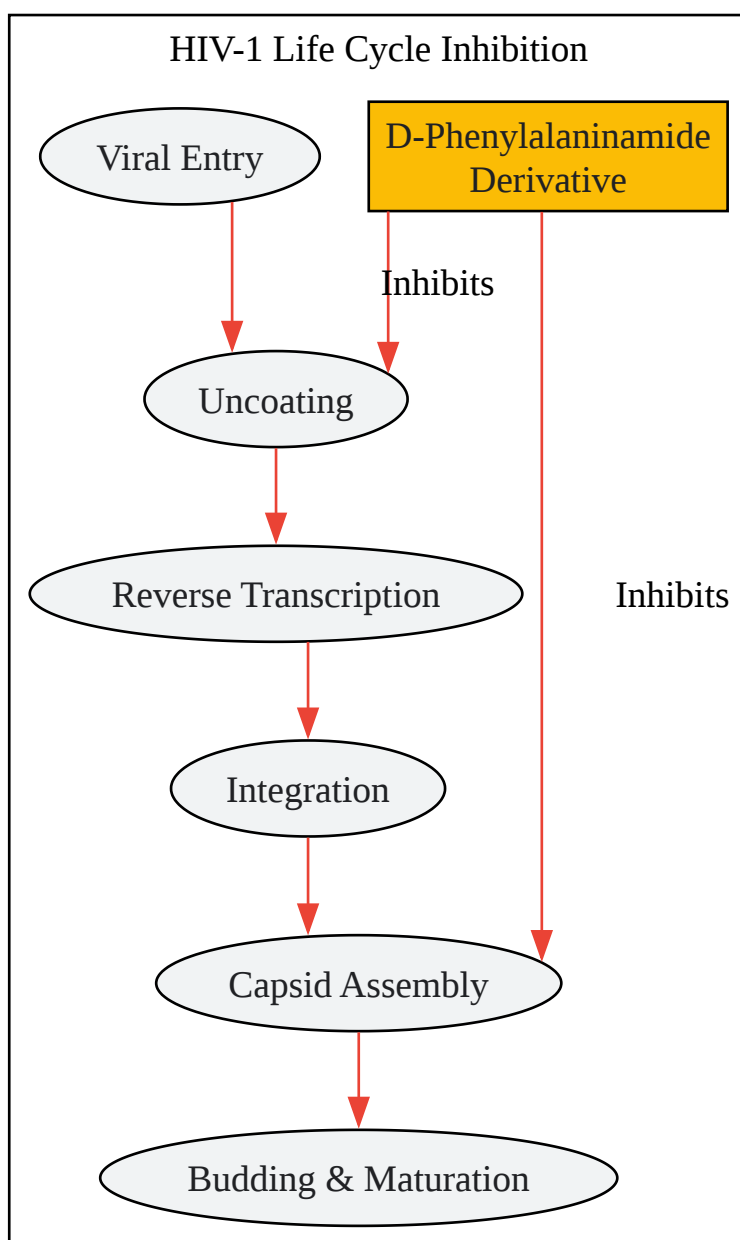 HIV-1 Life Cycle Inhibition
Viral Entry
D-Phenylalaninamide
Derivative
Inhibits
Uncoating
Reverse Transcription
Inhibits
Integration
Capsid Assembly
Budding & Maturation